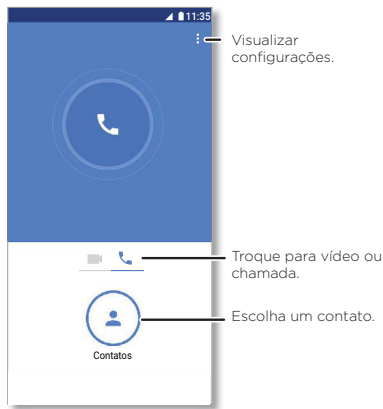 11:35
Visualizar
configurações.
Troque para vídeo ou
chamada.
Escolha um contato.
Contatos